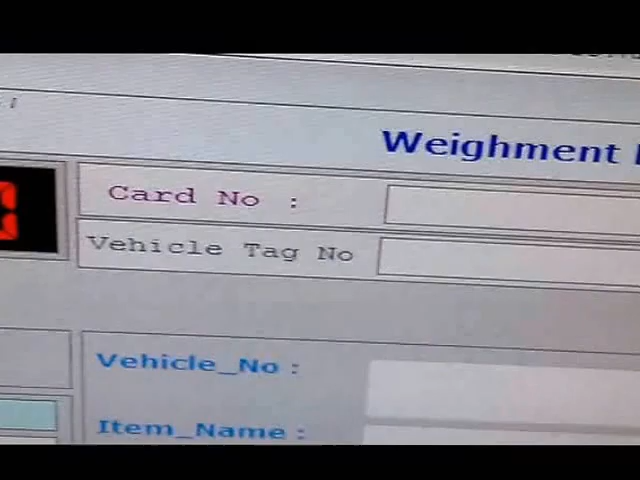 Weighment
Card No :
Vehicle Tag No
Vehicle_No :
Item_Name :